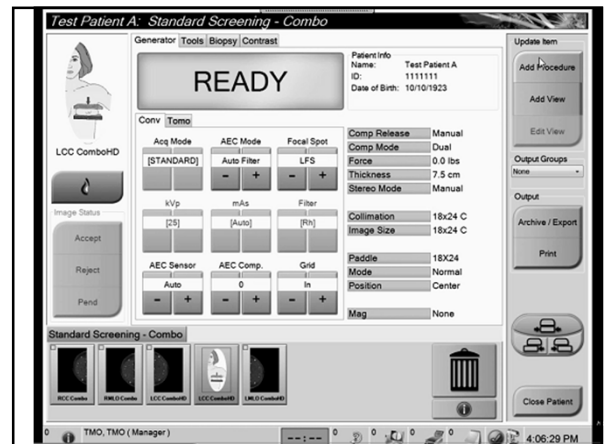 Test Patient A: Standard Screening - Combo
Generator Tools Biopsy Contrast
READY
Patient Info
Name: Test Patient A
ID: 1111111
Date of Birth: 10/10/1923
LCC ComboHD
Image Status
Accept
Reject
Pend
Conv Tomo
Acq Mode AEC Mode Focal Spot
[STANDARD] Auto Filter LFS
- + - +
kVp mAs Filter
[25] [Auto] [Rh]
AEC Sensor AEC Comp. Grid
Auto 0 In
- + - + - +
Comp Release Manual
Comp Mode Dual
Force 0.0 lbs
Thickness 7.5 cm
Stereo Mode Manual
Collimation 18x24 C
Image Size 18x24 C
Paddle 18X24
Mode Normal
Position Center
Mag None
Update Item
Add Procedure
Add View
Edit View
Output Groups
None
Output
Archive / Export
Print
Close Patient
Standard Screening - Combo
RCC Combo RMLO Combo LCC ComboHD LCC ComboHD LMLO ComboHD
0 TMO, TMO ( Manager ) --:-- 0 0 0 0 4:06:29 PM